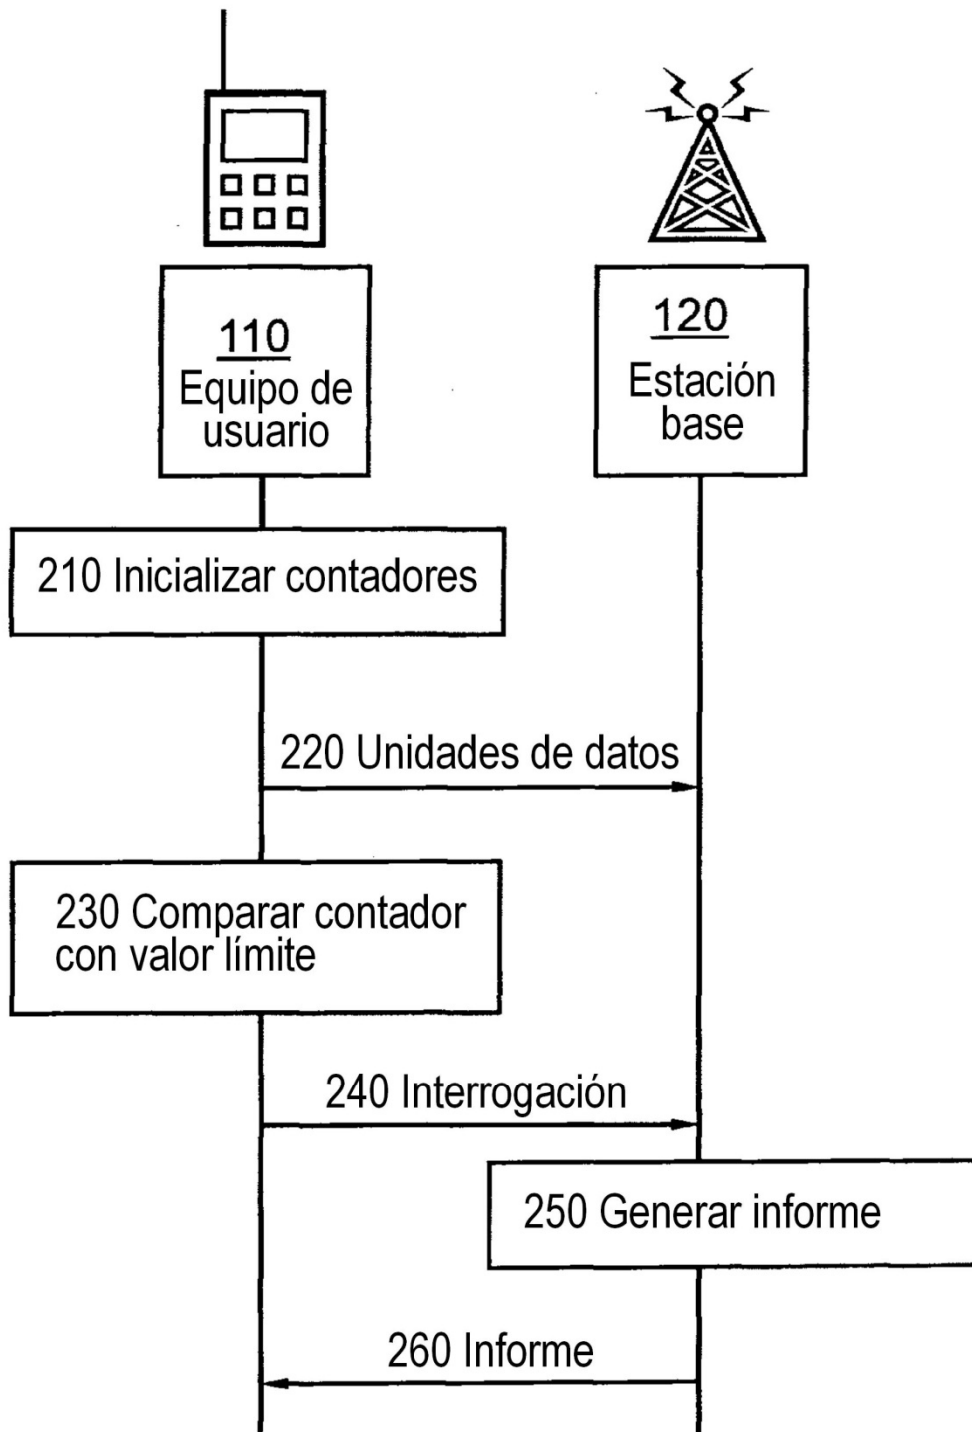 110
Equipo de
usuario
120
Estación
base
210 Inicializar contadores
220 Unidades de datos
230 Comparar contador
con valor límite
240 Interrogación
250 Generar informe
260 Informe